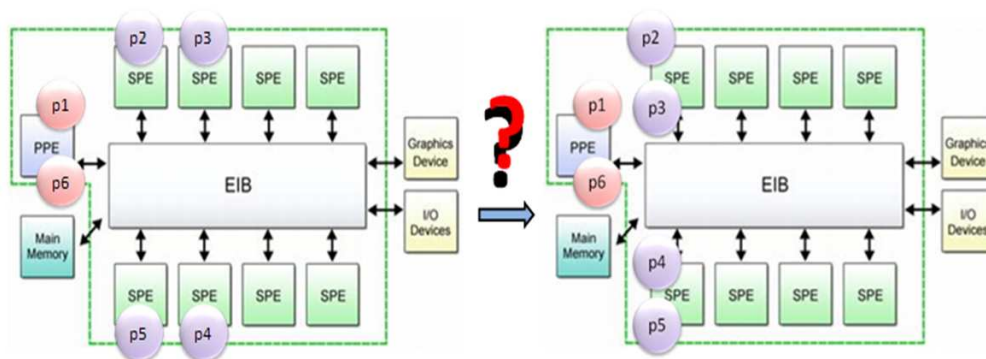 p2 p3
SPE SPE SPE SPE
p1
PPE
p6
EIB
Graphics
Device
I/O
Devices
Main
Memory
SPE SPE SPE SPE
p5 p4
?
p2
SPE SPE SPE SPE
p3
p1
PPE
p6
EIB
Graphics
Device
I/O
Devices
Main
Memory
p4
SPE SPE SPE SPE
p5